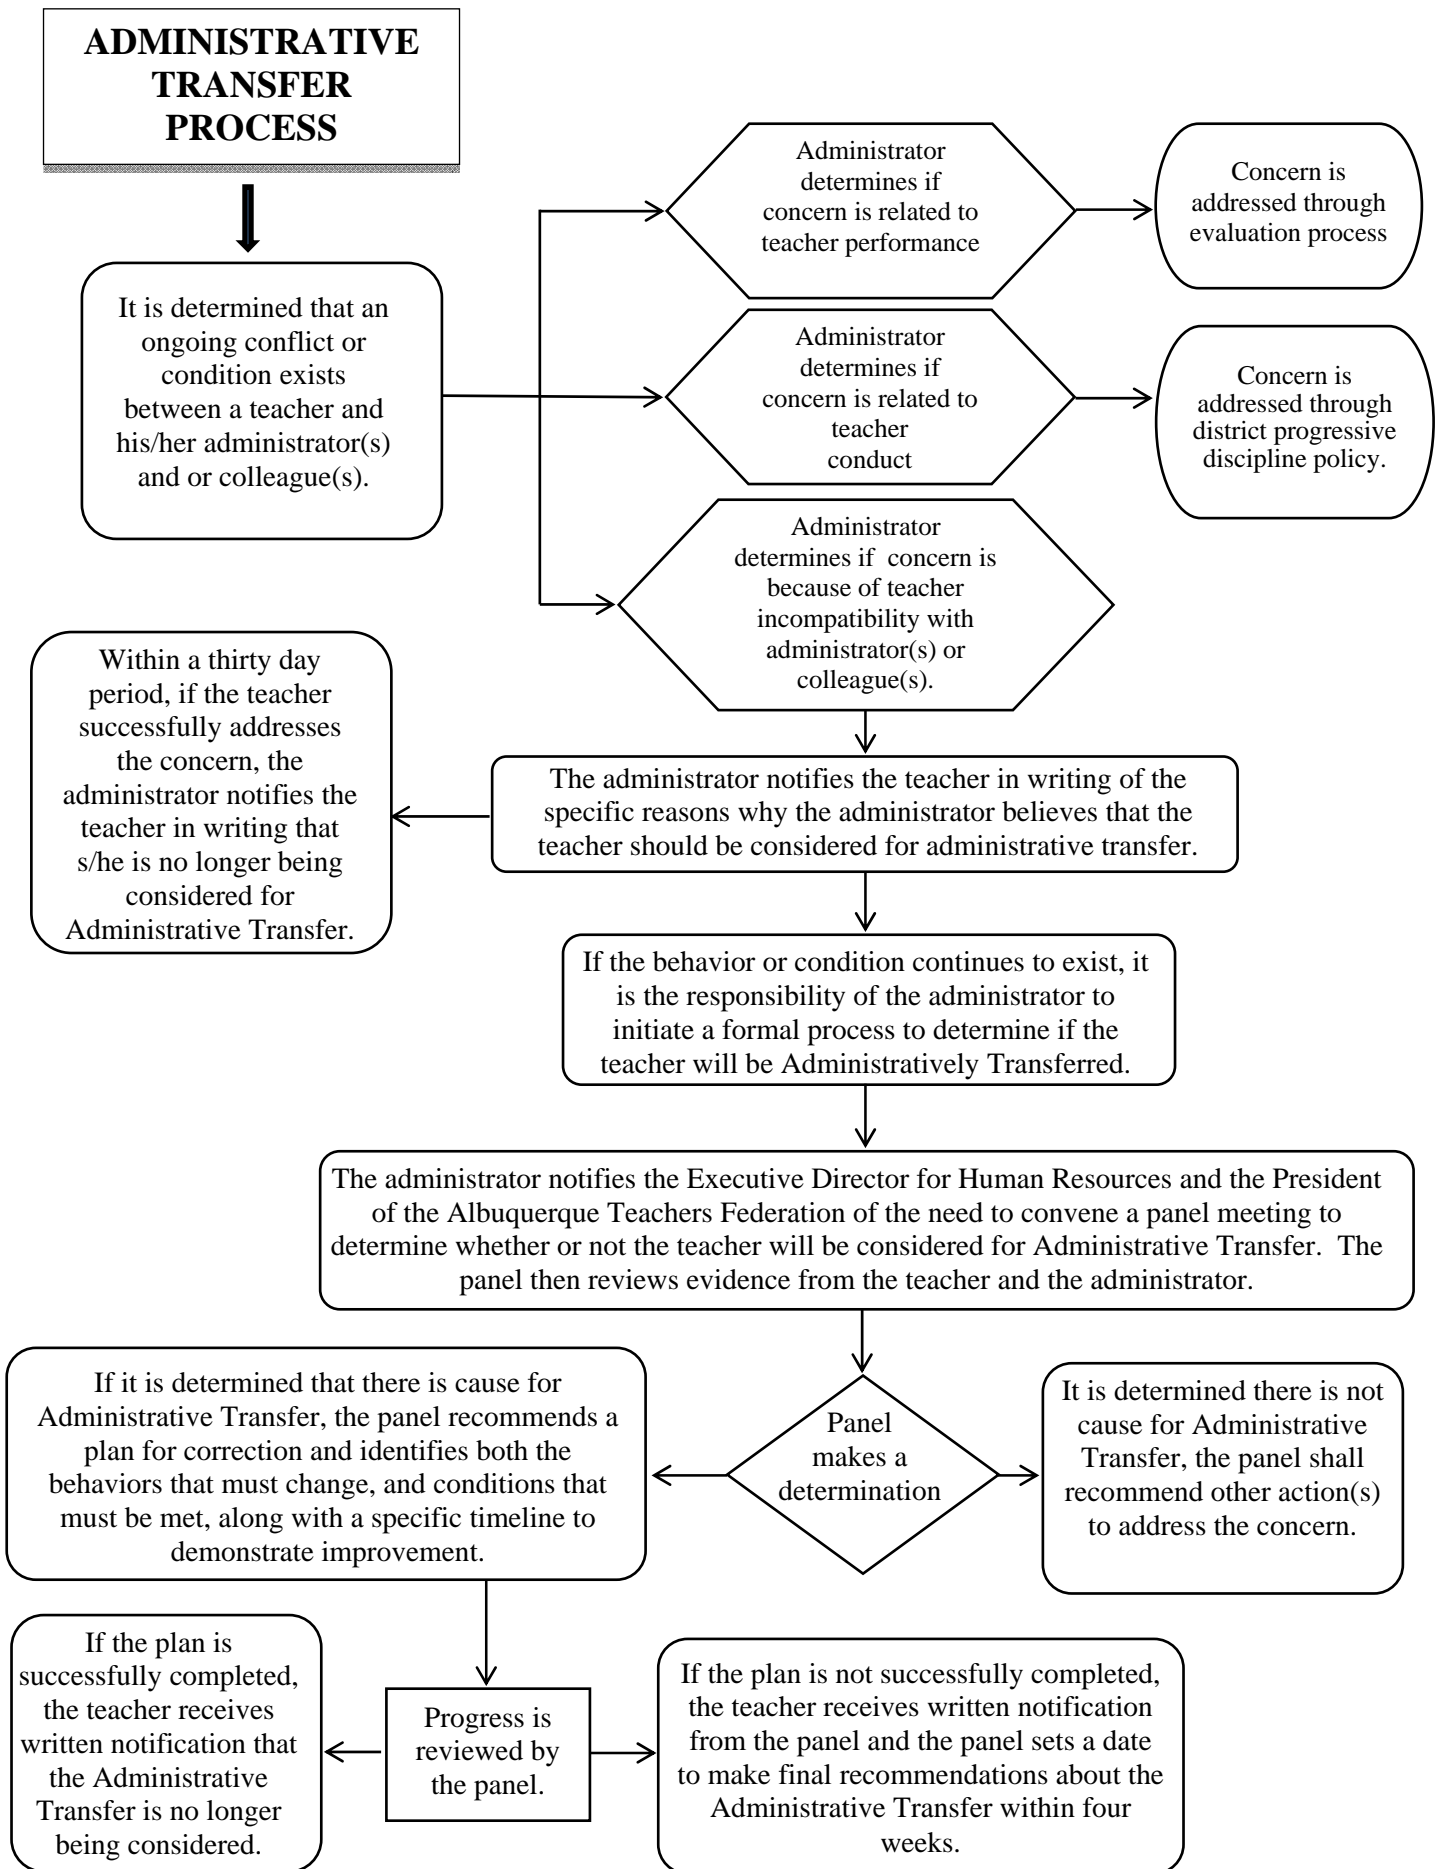 ADMINISTRATIVE
TRANSFER
PROCESS
It is determined that an
ongoing conflict or
condition exists
between a teacher and
his/her administrator(s)
and or colleague(s).
Administrator
determines if
concern is related to
teacher performance
Concern is
addressed through
evaluation process
Administrator
determines if
concern is related to
teacher
conduct
Concern is
addressed through
district progressive
discipline policy.
Administrator
determines if  concern is
because of teacher
incompatibility with
administrator(s) or
colleague(s).
Within a thirty day
period, if the teacher
successfully addresses
the concern, the
administrator notifies the
teacher in writing that
s/he is no longer being
considered for
Administrative Transfer.
The administrator notifies the teacher in writing of the
specific reasons why the administrator believes that the
teacher should be considered for administrative transfer.
If the behavior or condition continues to exist, it
is the responsibility of the administrator to
initiate a formal process to determine if the
teacher will be Administratively Transferred.
The administrator notifies the Executive Director for Human Resources and the President
of the Albuquerque Teachers Federation of the need to convene a panel meeting to
determine whether or not the teacher will be considered for Administrative Transfer.  The
panel then reviews evidence from the teacher and the administrator.
If it is determined that there is cause for
Administrative Transfer, the panel recommends a
plan for correction and identifies both the
behaviors that must change, and conditions that
must be met, along with a specific timeline to
demonstrate improvement.
Panel
makes a
determination
It is determined there is not
cause for Administrative
Transfer, the panel shall
recommend other action(s)
to address the concern.
If the plan is
successfully completed,
the teacher receives
written notification that
the Administrative
Transfer is no longer
being considered.
Progress is
reviewed by
the panel.
If the plan is not successfully completed,
the teacher receives written notification
from the panel and the panel sets a date
to make final recommendations about the
Administrative Transfer within four
weeks.